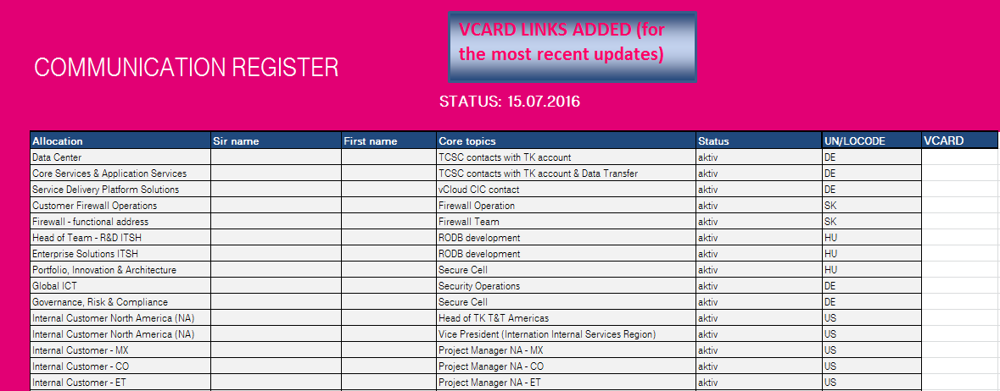 VCARD LINKS ADDED (for
the most recent updates)
COMMUNICATION REGISTER
STATUS: 15.07.2016
Allocation Sir name First name Core topics Status UN/LOCODE VCARD
Data Center TCSC contacts with TK account aktiv DE
Core Services & Application Services TCSC contacts with TK account & Data Transfer aktiv DE
Service Delivery Platform Solutions vCloud CIC contact aktiv DE
Customer Firewall Operations Firewall Operation aktiv SK
Firewall - functional address Firewall Team aktiv SK
Head of Team - R&D ITSH RODB development aktiv HU
Enterprise Solutions ITSH RODB development aktiv HU
Portfolio, Innovation & Architecture Secure Cell aktiv HU
Global ICT Security Operations aktiv DE
Governance, Risk & Compliance Secure Cell aktiv DE
Internal Customer North America (NA) Head of TK T&T Americas aktiv US
Internal Customer North America (NA) Vice President (Internation Internal Services Region) aktiv US
Internal Customer - MX Project Manager NA - MX aktiv US
Internal Customer - CO Project Manager NA - CO aktiv US
Internal Customer - ET Project Manager NA - ET aktiv US